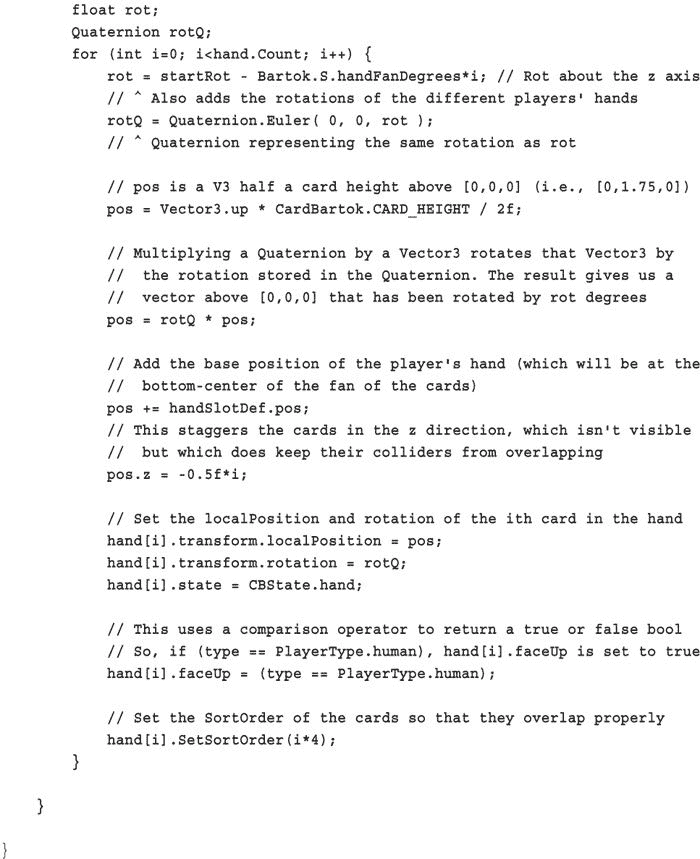 float rot;
Quaternion rotQ;
for (int i=0; i<hand.Count; i++) {
rot = startRot - Bartok.S.handFanDegrees*i; // Rot about the z axis
// ^ Also adds the rotations of the different players' hands
rotQ = Quaternion.Euler( 0, 0, rot );
// ^ Quaternion representing the same rotation as rot

// pos is a V3 half a card height above [0,0,0] (i.e., [0,1.75,0])
pos = Vector3.up * CardBartok.CARD_HEIGHT / 2f;

// Multiplying a Quaternion by a Vector3 rotates that Vector3 by
//  the rotation stored in the Quaternion. The result gives us a
//  vector above [0,0,0] that has been rotated by rot degrees
pos = rotQ * pos;

// Add the base position of the player's hand (which will be at the
//  bottom-center of the fan of the cards)
pos += handSlotDef.pos;
// This staggers the cards in the z direction, which isn't visible
//  but which does keep their colliders from overlapping
pos.z = -0.5f*i;

// Set the localPosition and rotation of the ith card in the hand
hand[i].transform.localPosition = pos;
hand[i].transform.rotation = rotQ;
hand[i].state = CBState.hand;

// This uses a comparison operator to return a true or false bool
// So, if (type == PlayerType.human), hand[i].faceUp is set to true
hand[i].faceUp = (type == PlayerType.human);

// Set the SortOrder of the cards so that they overlap properly
hand[i].SetSortOrder(i*4);
}

}

}